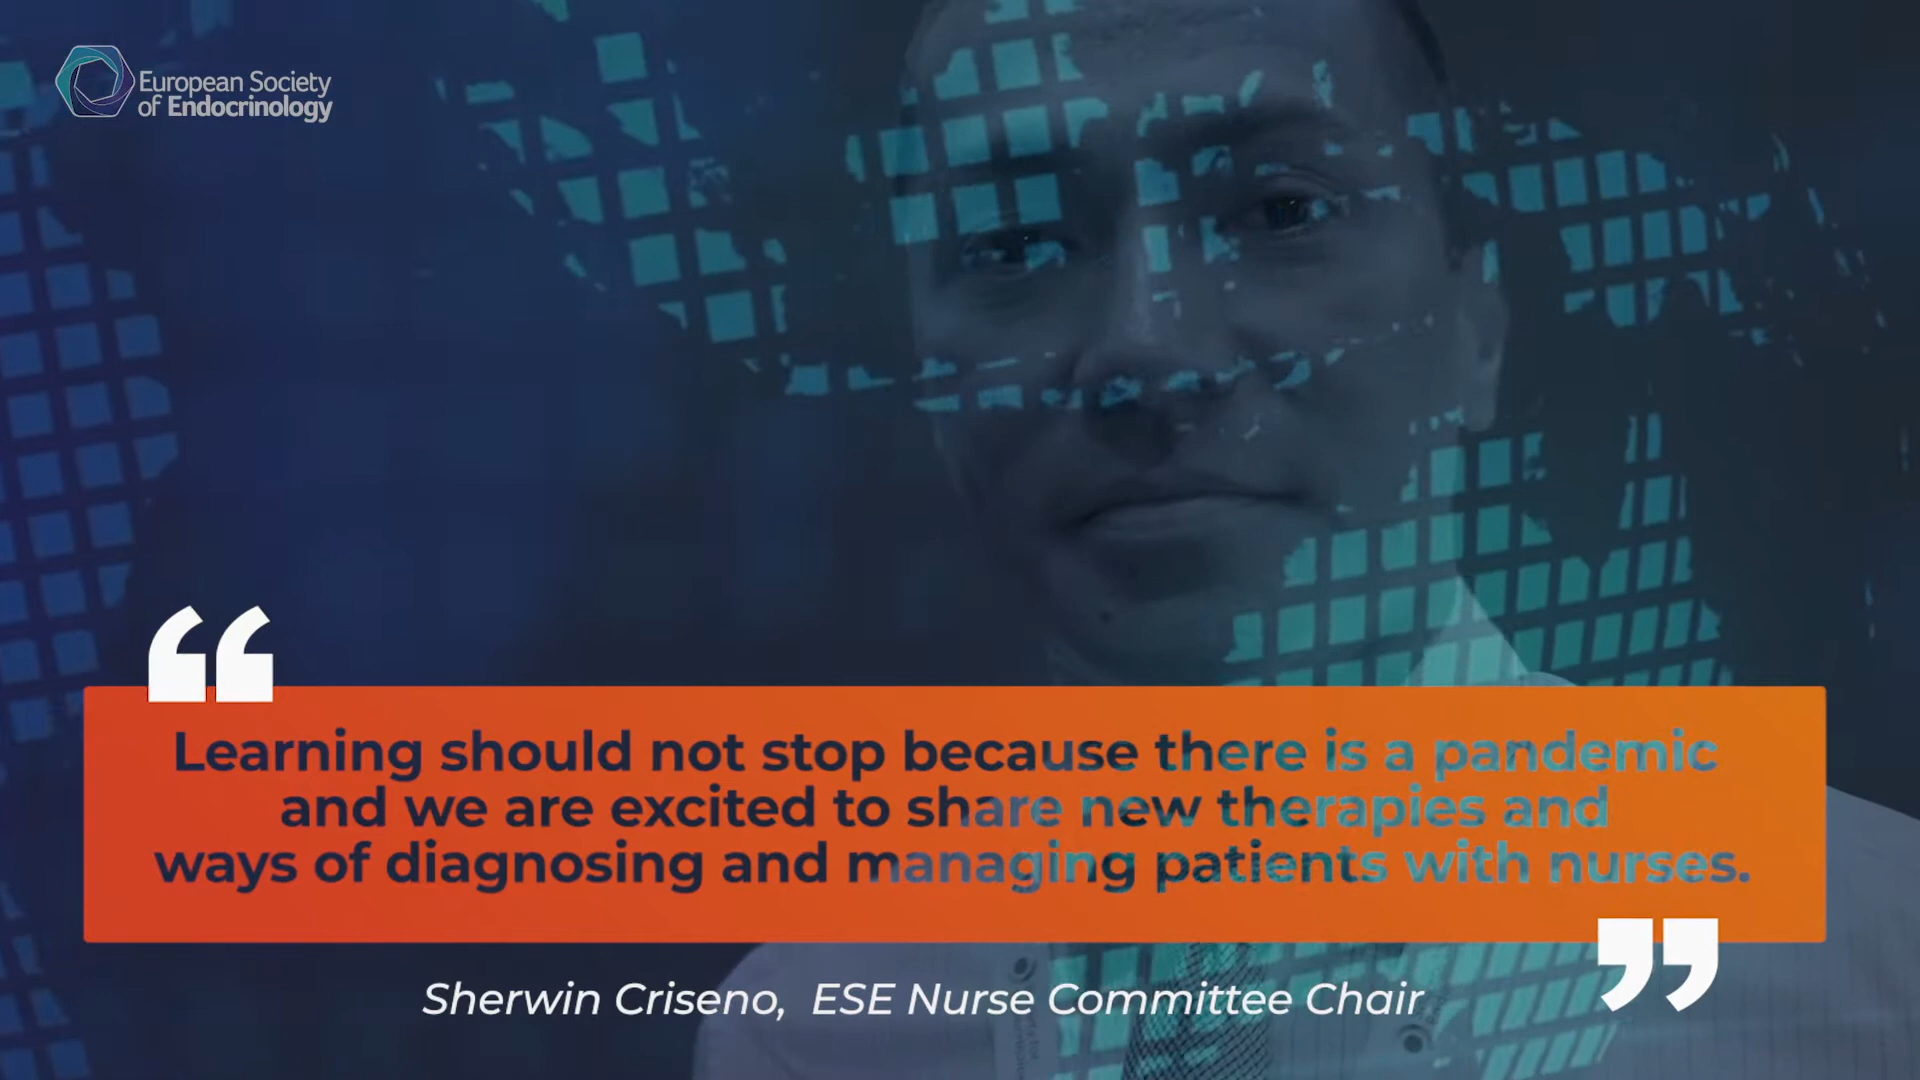 European Society
of Endocrinology
“
Learning should not stop because there is a pandemic
and we are excited to share new therapies and
ways of diagnosing and managing patients with nurses.
”
Sherwin Criseno, ESE Nurse Committee Chair